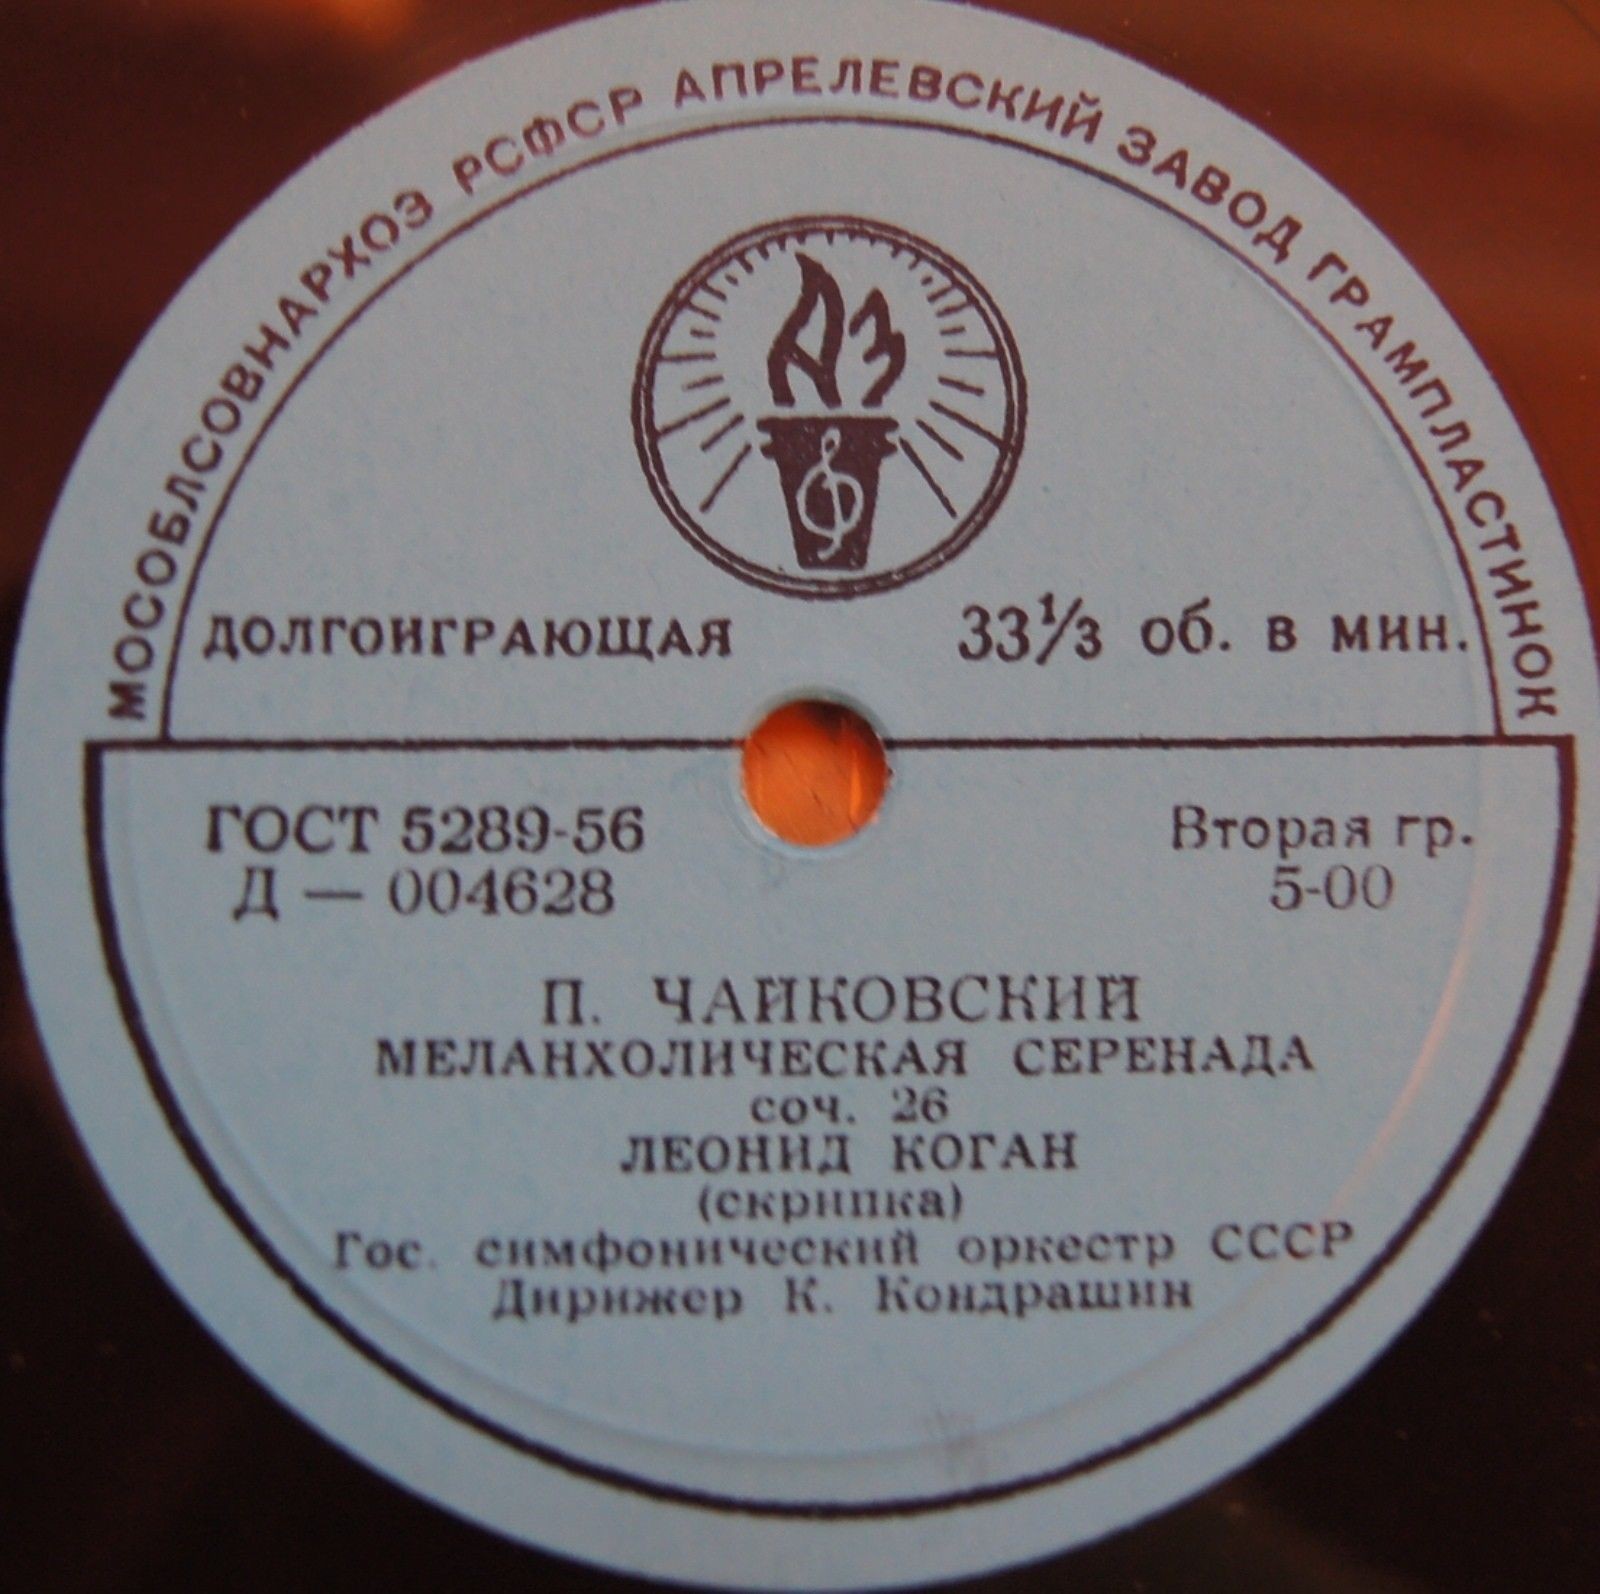 МОСОБЛСОВНАРХОЗ РСФСР АПРЕЛЕВСКИЙ ЗАВОД ГРАМПЛАСТИНОК
АЗ
ДОЛГОИГРАЮЩАЯ 33⅓ об. в мин.
ГОСТ 5289-56 Вторая гр.
Д — 004628 5-00
П. ЧАЙКОВСКИЙ
МЕЛАНХОЛИЧЕСКАЯ СЕРЕНАДА
соч. 26
ЛЕОНИД КОГАН
(скрипка)
Гос. симфонический оркестр СССР
Дирижер К. Кондрашин